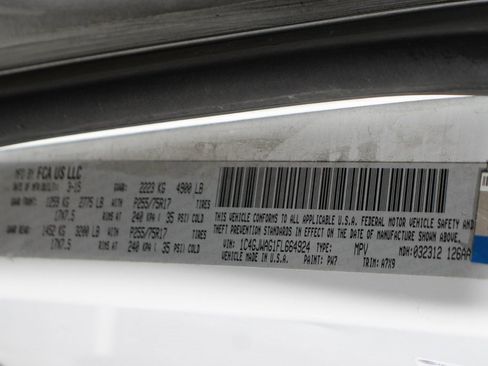 MFD BY: FCA US LLC
DATE OF MFR: 3-15 GVWR: 2223 KG 4900 LB
GAWR FRONT: 1259 KG 2775 LB WITH P255/75R17 TIRES
17X7.5 RIMS AT 240 KPA ( 35 PSI) COLD
GAWR REAR: 1452 KG 3200 LB WITH P255/75R17 TIRES
17X7.5 RIMS AT 240 KPA ( 35 PSI) COLD
THIS VEHICLE CONFORMS TO ALL APPLICABLE U.S.A. FEDERAL MOTOR VEHICLE SAFETY AND
THEFT PREVENTION STANDARDS IN EFFECT ON THE DATE OF MANUFACTURE SHOWN ABOVE.
VIN: 1C4GJWAG1FL664924 TYPE: MPV MDH: 032312 126AA
VEHICLE MADE IN U.S.A. PAINT: PW7 TRIM: A7X9